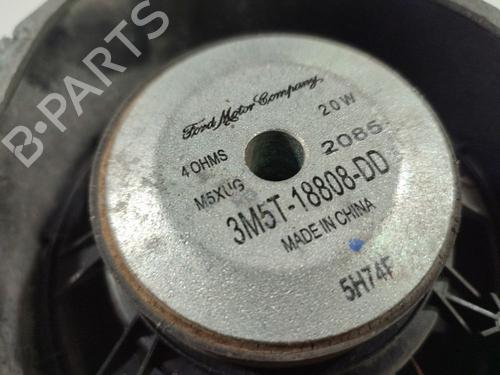 Ford Motor Company
20W
4 OHMS
2085
M5XUG
3M5T-18808-DD
MADE IN CHINA
5H74F
B-PARTS